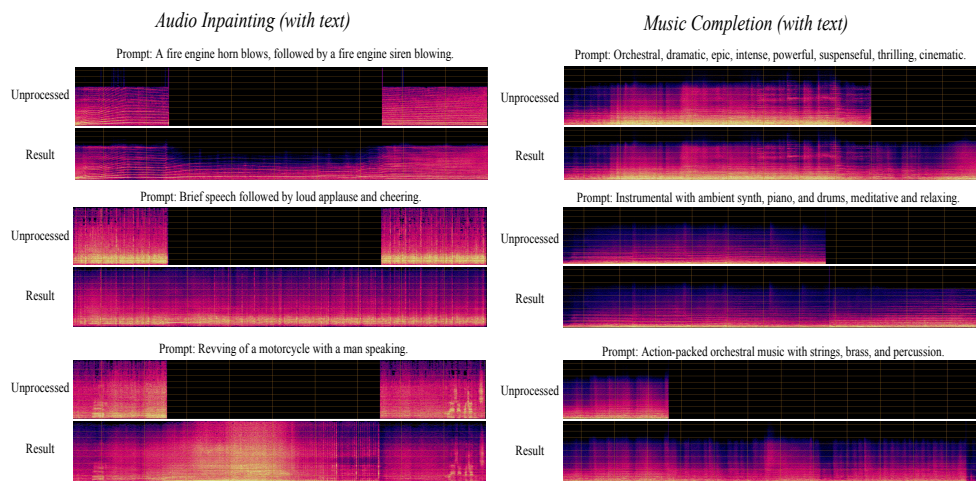 Audio Inpainting (with text)
Prompt: A fire engine horn blows, followed by a fire engine siren blowing.
Unprocessed
Result
Prompt: Brief speech followed by loud applause and cheering.
Unprocessed
Result
Prompt: Revving of a motorcycle with a man speaking.
Unprocessed
Result
Music Completion (with text)
Prompt: Orchestral, dramatic, epic, intense, powerful, suspenseful, thrilling, cinematic.
Unprocessed
Result
Prompt: Instrumental with ambient synth, piano, and drums, meditative and relaxing.
Unprocessed
Result
Prompt: Action-packed orchestral music with strings, brass, and percussion.
Unprocessed
Result